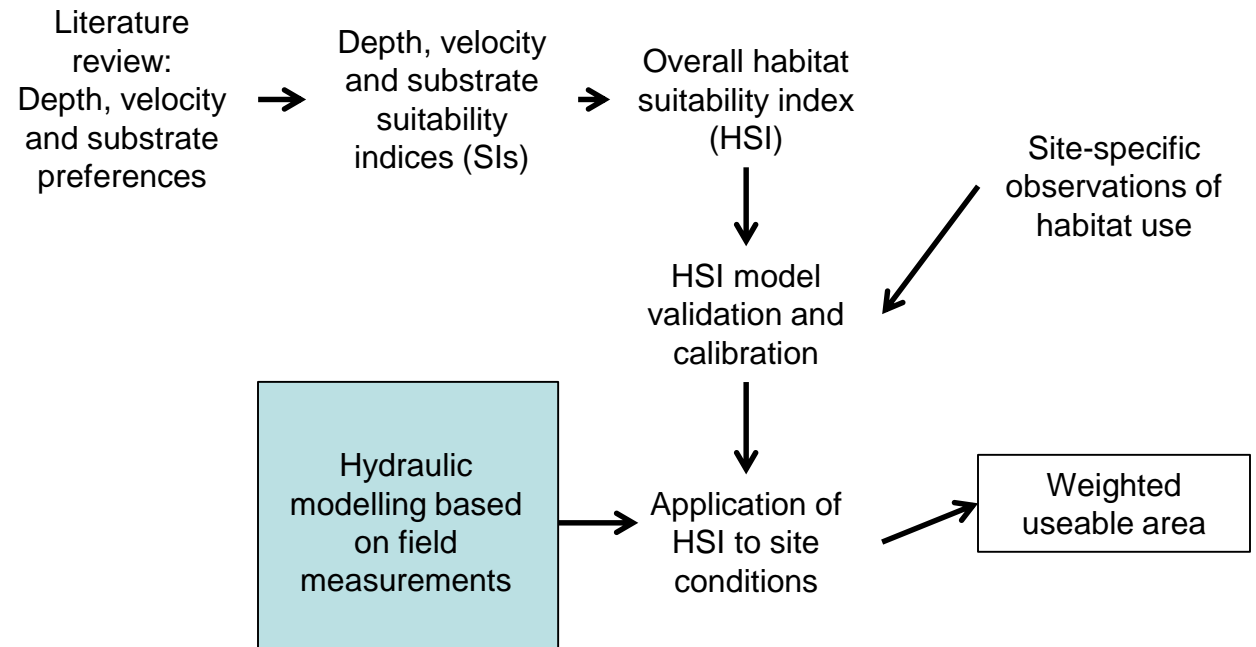 Literature
review:
Depth, velocity
and substrate
preferences
Depth, velocity
and substrate
suitability
indices (SIs)
Overall habitat
suitability index
(HSI)
Site-specific
observations of
habitat use
HSI model
validation and
calibration
Hydraulic
modelling based
on field
measurements
Application of
HSI to site
conditions
Weighted
useable area